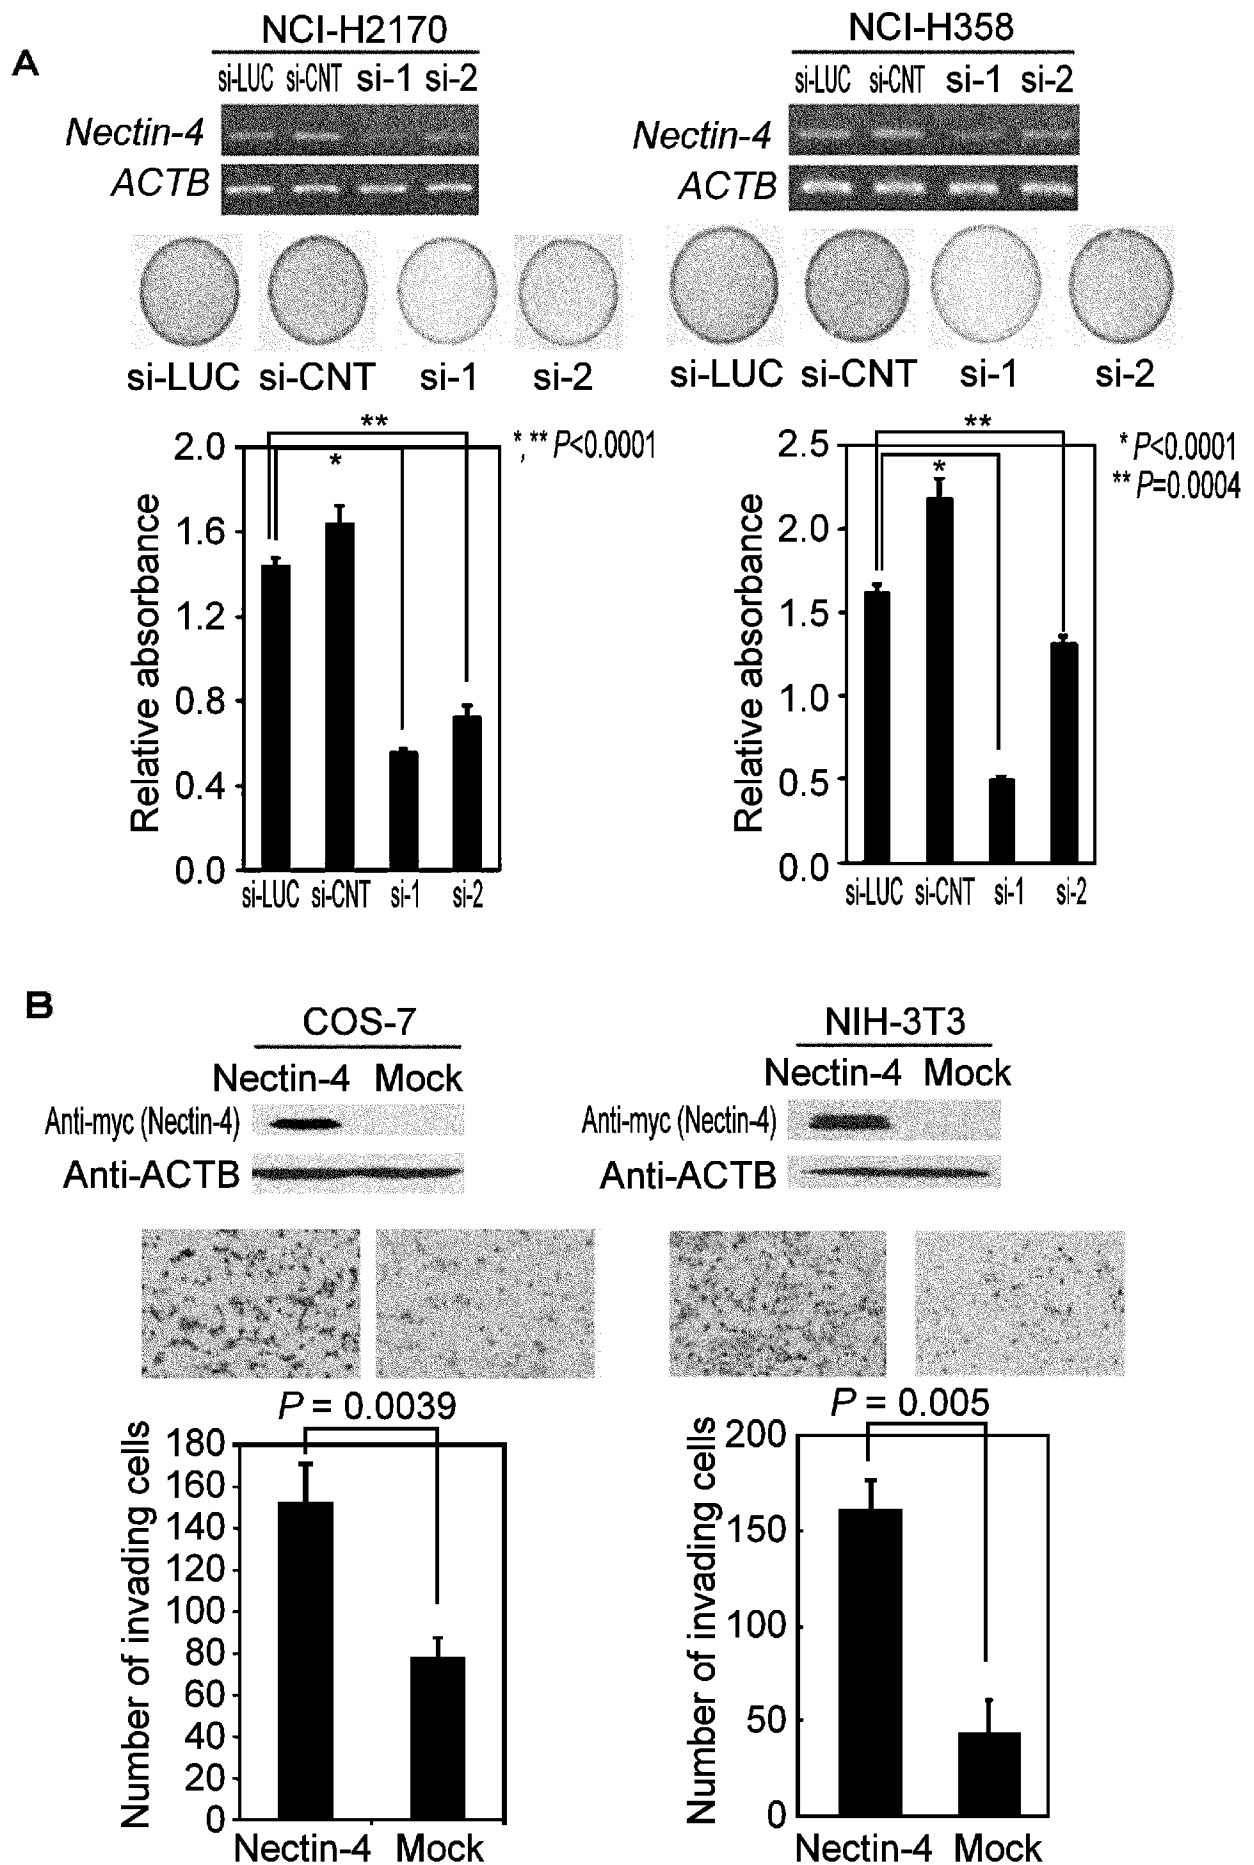 A
NCI-H2170
si-LUC si-CNT si-1 si-2
Nectin-4
ACTB
si-LUC si-CNT si-1 si-2
*,** P<0.0001
**
*
Relative absorbance
2.0
1.6
1.2
0.8
0.4
0.0
si-LUC si-CNT si-1 si-2
NCI-H358
si-LUC si-CNT si-1 si-2
Nectin-4
ACTB
si-LUC si-CNT si-1 si-2
* P<0.0001
** P=0.0004
**
*
Relative absorbance
2.5
2.0
1.5
1.0
0.5
0.0
si-LUC si-CNT si-1 si-2
B
COS-7
Nectin-4 Mock
Anti-myc (Nectin-4)
Anti-ACTB
P = 0.0039
Number of invading cells
180
160
140
120
100
80
60
40
20
0
Nectin-4 Mock
NIH-3T3
Nectin-4 Mock
Anti-myc (Nectin-4)
Anti-ACTB
P = 0.005
Number of invading cells
200
150
100
50
0
Nectin-4 Mock